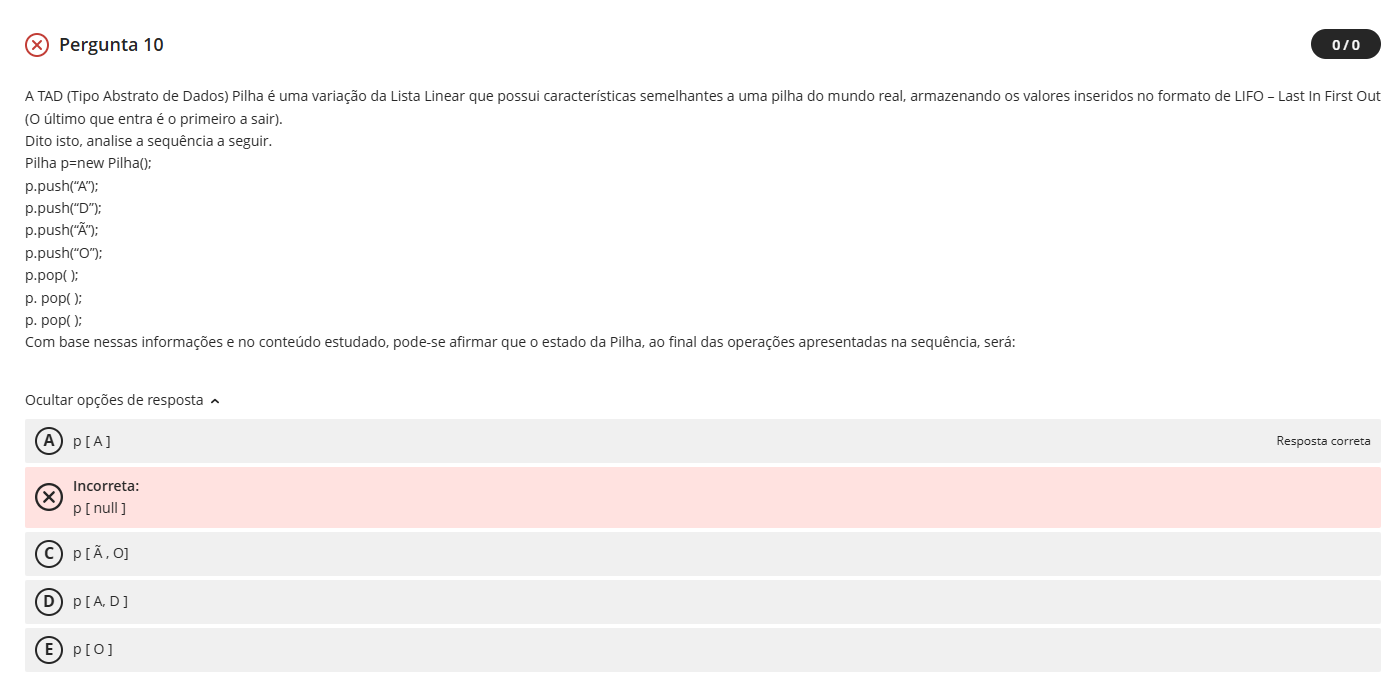 Pergunta 10
0 / 0
A TAD (Tipo Abstrato de Dados) Pilha é uma variação da Lista Linear que possui características semelhantes a uma pilha do mundo real, armazenando os valores inseridos no formato de LIFO – Last In First Out
(O último que entra é o primeiro a sair).
Dito isto, analise a sequência a seguir.
Pilha p=new Pilha();
p.push(“A”);
p.push(“D”);
p.push(“Ô);
p.push(“O”);
p.pop( );
p. pop( );
p. pop( );
Com base nessas informações e no conteúdo estudado, pode-se afirmar que o estado da Pilha, ao final das operações apresentadas na sequência, será:
Ocultar opções de resposta
A p [ A ] Resposta correta
Incorreta:
p [ null ]
C p [ Ã , O]
D p [ A, D ]
E p [ O ]